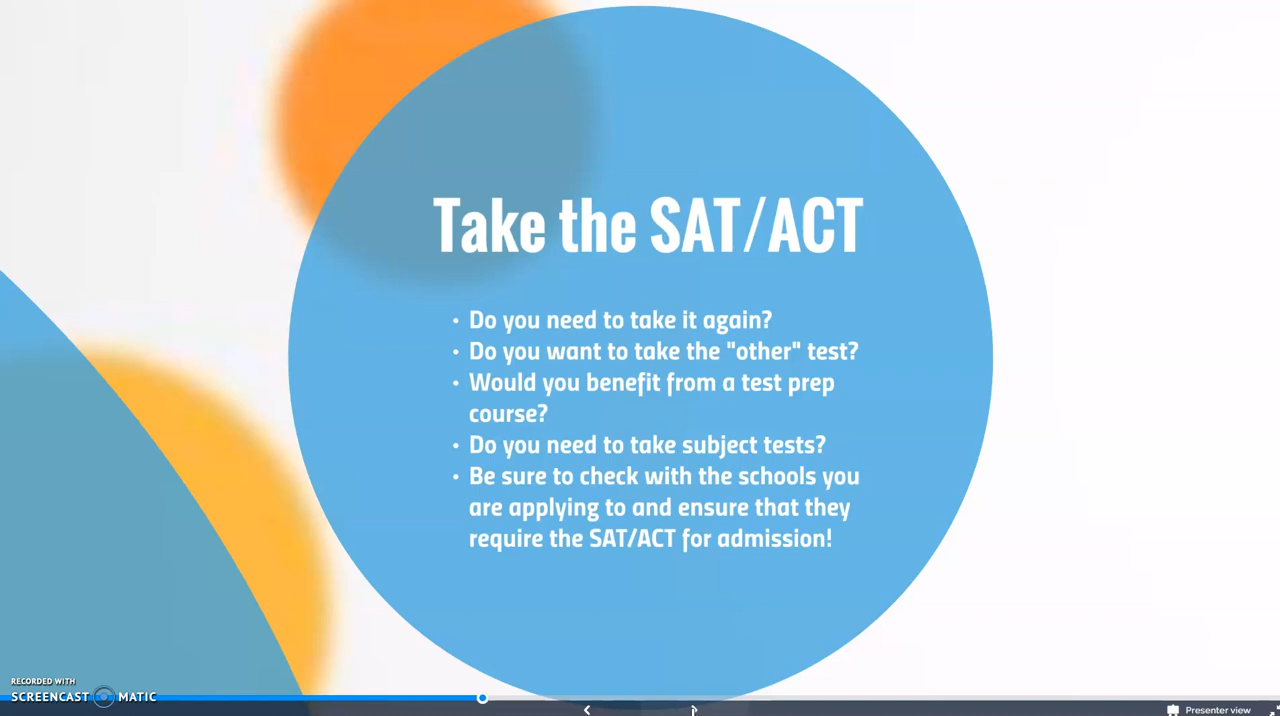 Take the SAT/ACT
• Do you need to take it again?
• Do you want to take the "other" test?
• Would you benefit from a test prep
course?
• Do you need to take subject tests?
• Be sure to check with the schools you
are applying to and ensure that they
require the SAT/ACT for admission!
RECORDED WITH
SCREENCAST MATIC
Presenter view